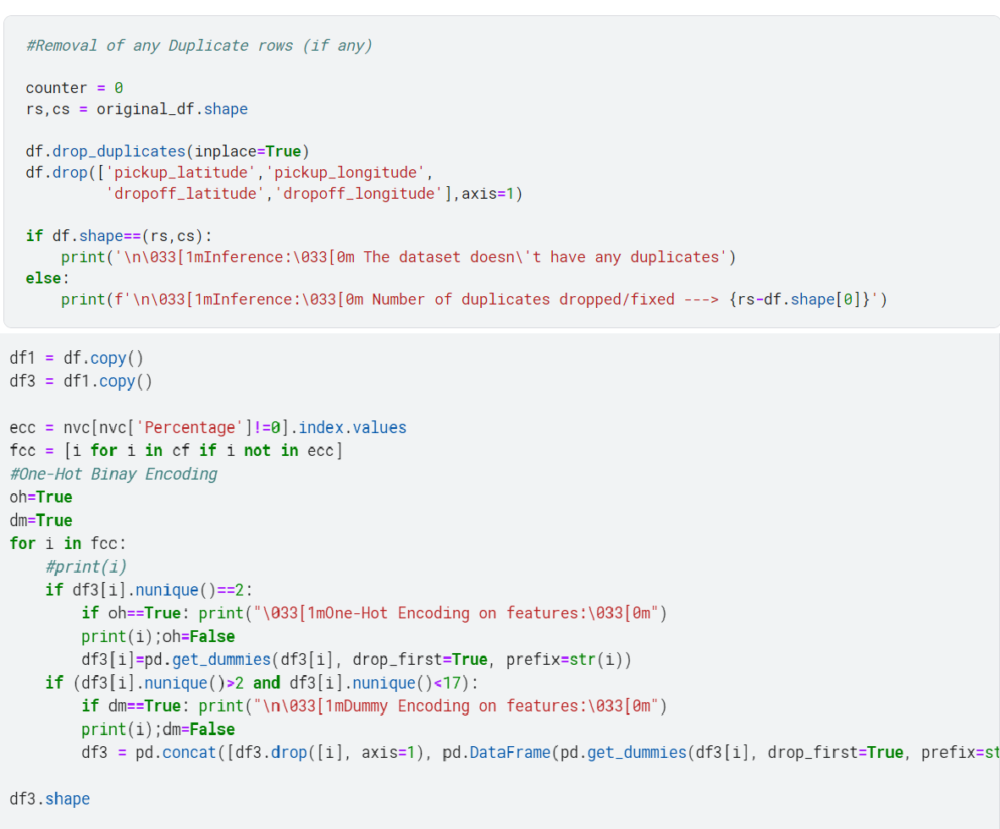 #Removal of any Duplicate rows (if any)
counter = 0
rs,cs = original_df.shape
df.drop_duplicates(inplace=True)
df.drop(['pickup_latitude','pickup_longitude',
'dropoff_latitude','dropoff_longitude'],axis=1)
if df.shape==(rs,cs):
print('\n\033[1mInference:\033[0m The dataset doesn\'t have any duplicates')
else:
print(f'\n\033[1mInference:\033[0m Number of duplicates dropped/fixed ---> {rs-df.shape[0]}')
df1 = df.copy()
df3 = df1.copy()
ecc = nvc[nvc['Percentage']!=0].index.values
fcc = [i for i in cf if i not in ecc]
#One-Hot Binay Encoding
oh=True
dm=True
for i in fcc:
#print(i)
if df3[i].nunique()==2:
if oh==True: print("\033[1mOne-Hot Encoding on features:\033[0m")
print(i);oh=False
df3[i]=pd.get_dummies(df3[i], drop_first=True, prefix=str(i))
if (df3[i].nunique()>2 and df3[i].nunique()<17):
if dm==True: print("\n\033[1mDummy Encoding on features:\033[0m")
print(i);dm=False
df3 = pd.concat([df3.drop([i], axis=1), pd.DataFrame(pd.get_dummies(df3[i], drop_first=True, prefix=st
df3.shape